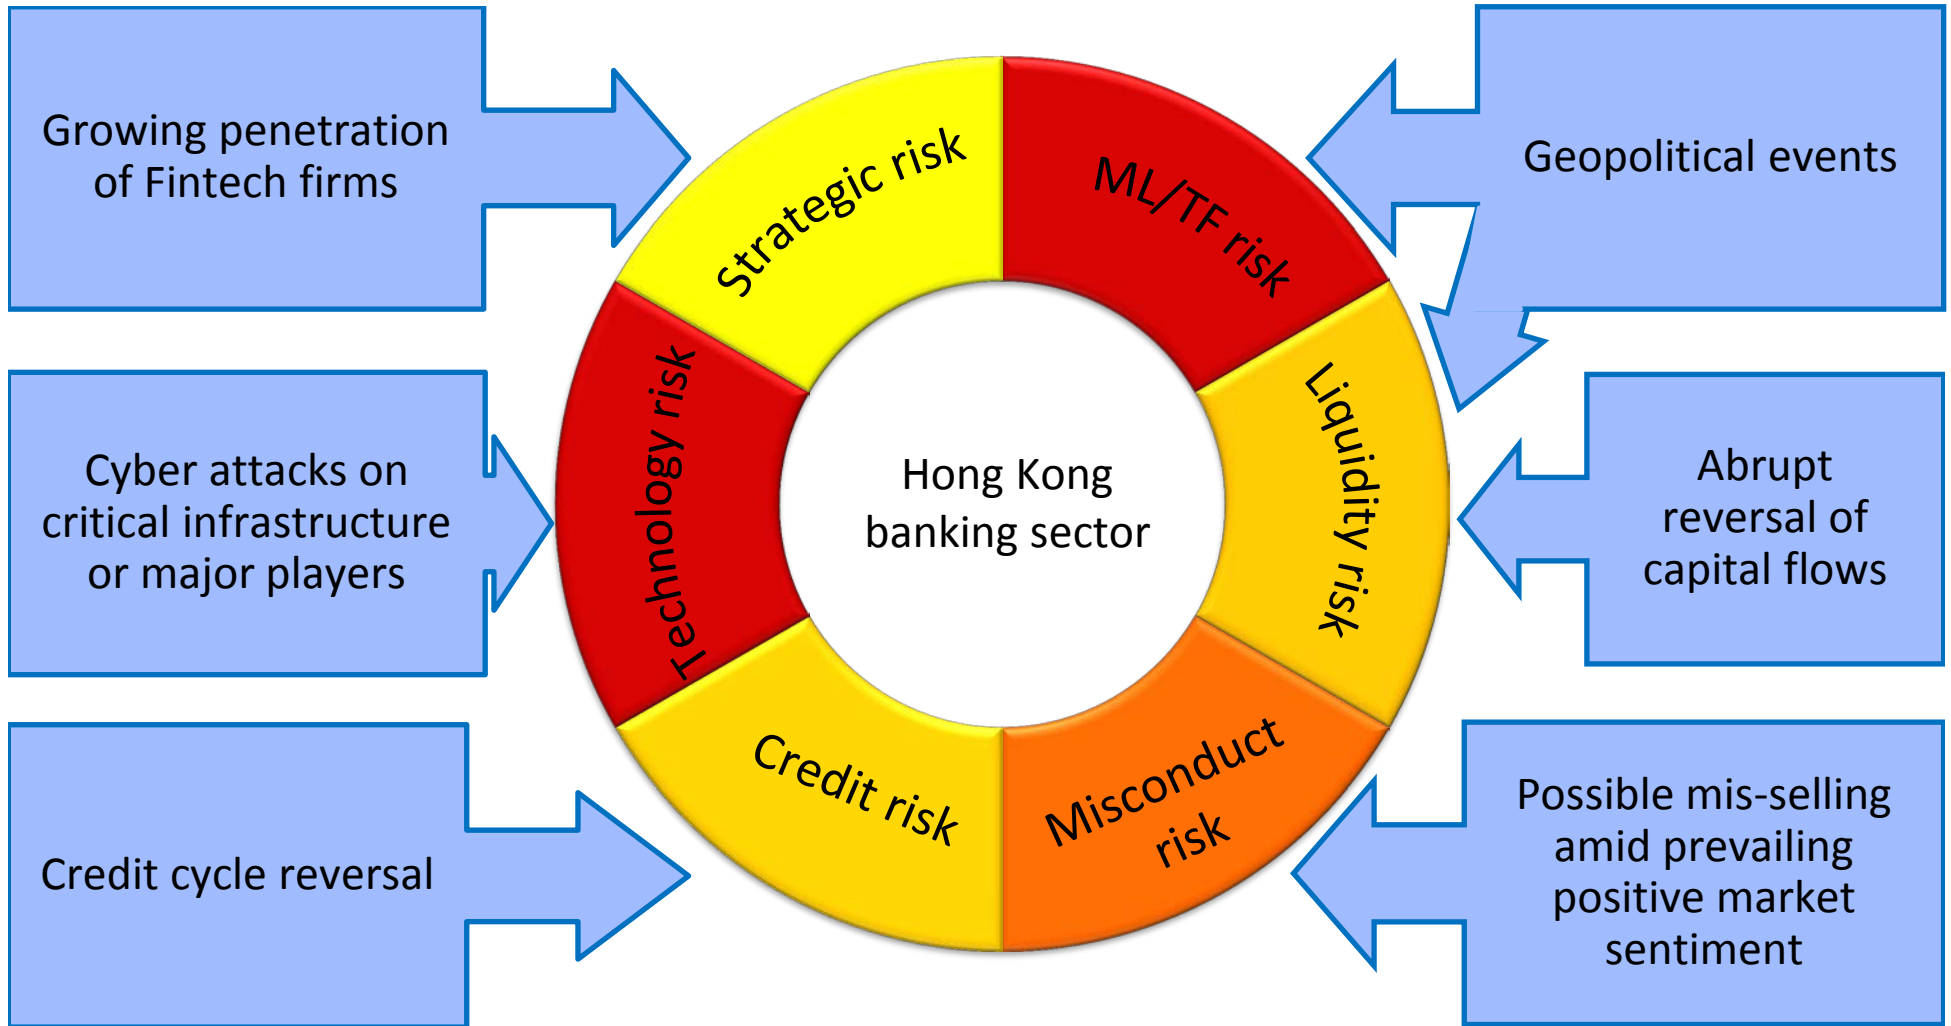 Growing penetration
of Fintech firms
Strategic risk
ML/TF risk
Geopolitical events
Cyber attacks on
critical infrastructure
or major players
Technology risk
Hong Kong
banking sector
Liquidity risk
Abrupt
reversal of
capital flows
Credit cycle reversal
Credit risk
Misconduct
risk
Possible mis-selling
amid prevailing
positive market
sentiment